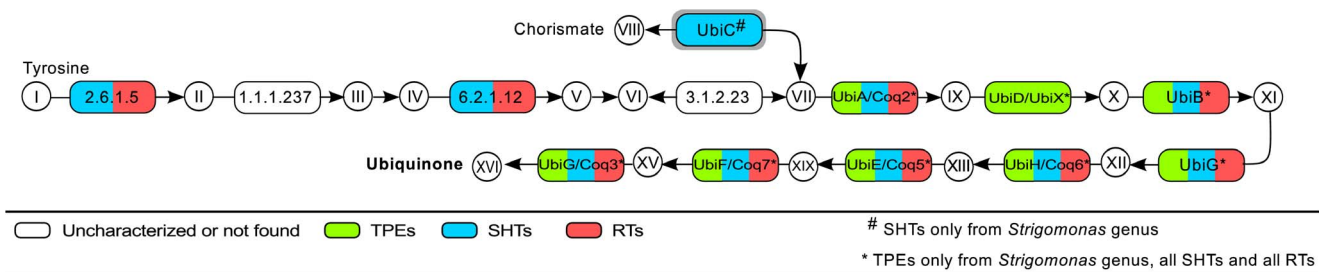 Chorismate VIII UbiC#
Tyrosine
I 2.6.1.5 II 1.1.1.237 III IV 6.2.1.12 V VI 3.1.2.23 VII UbiA/Coq2* IX UbiD/UbiX* X UbiB* XI
Ubiquinone XVI UbiG/Coq3* XV UbiF/Coq7* XIX UbiE/Coq5* XIII UbiH/Coq6* XII UbiG*
Uncharacterized or not found TPEs SHTs RTs
# SHTs only from Strigomonas genus
* TPEs only from Strigomonas genus, all SHTs and all RTs